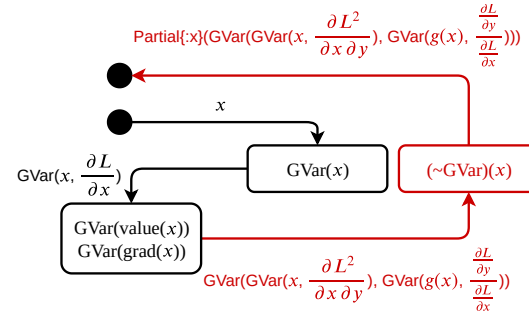 Partial{:x}(GVar(GVar(x, ∂L²/∂x ∂y), GVar(g(x), ∂L/∂y / ∂L/∂x)))
x
GVar(x, ∂L/∂x)
GVar(x)
(~GVar)(x)
GVar(value(x))
GVar(grad(x))
GVar(GVar(x, ∂L²/∂x ∂y), GVar(g(x), ∂L/∂y / ∂L/∂x))